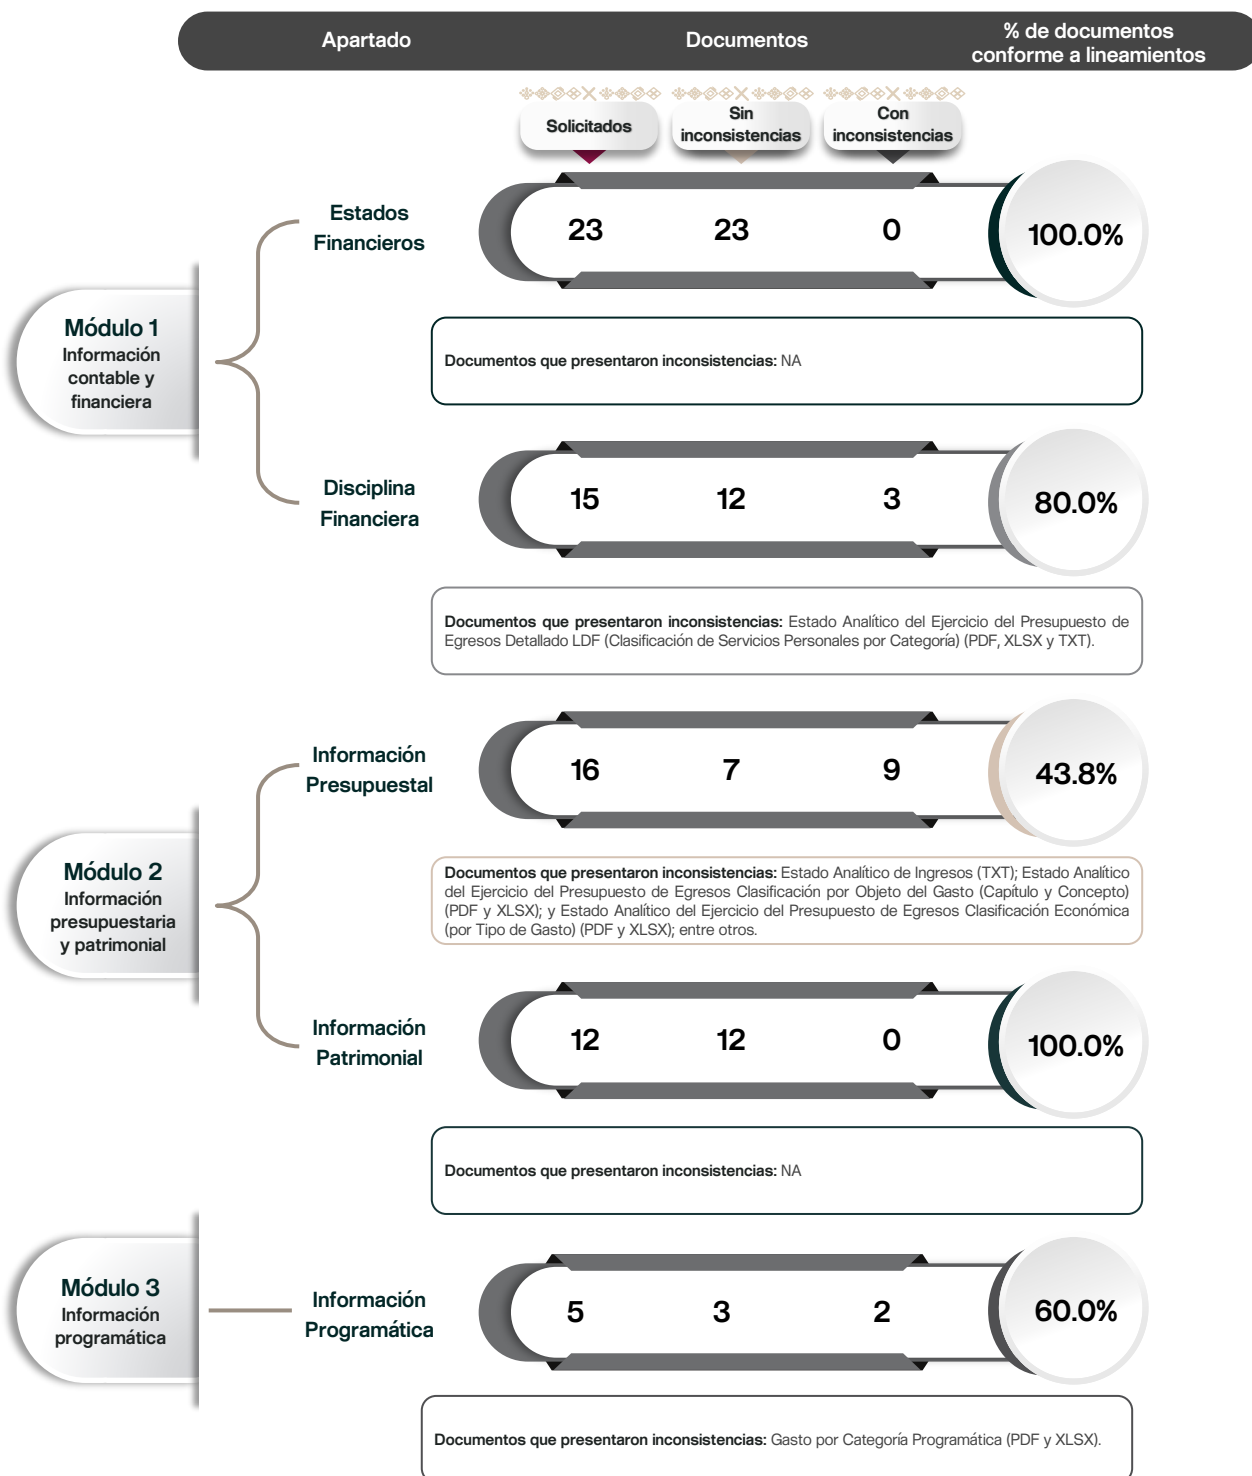 Apartado
Documentos
% de documentos
conforme a lineamientos
Solicitados
Sin
inconsistencias
Con
inconsistencias
Módulo 1
Información
contable y
financiera
Estados
Financieros
23
23
0
100.0%
Documentos que presentaron inconsistencias: NA
Disciplina
Financiera
15
12
3
80.0%
Documentos que presentaron inconsistencias: Estado Analítico del Ejercicio del Presupuesto de
Egresos Detallado LDF (Clasificación de Servicios Personales por Categoría) (PDF, XLSX y TXT).
Módulo 2
Información
presupuestaria
y patrimonial
Información
Presupuestal
16
7
9
43.8%
Documentos que presentaron inconsistencias: Estado Analítico de Ingresos (TXT); Estado Analítico
del Ejercicio del Presupuesto de Egresos Clasificación por Objeto del Gasto (Capítulo y Concepto)
(PDF y XLSX); y Estado Analítico del Ejercicio del Presupuesto de Egresos Clasificación Económica
(por Tipo de Gasto) (PDF y XLSX); entre otros.
Información
Patrimonial
12
12
0
100.0%
Documentos que presentaron inconsistencias: NA
Módulo 3
Información
programática
Información
Programática
5
3
2
60.0%
Documentos que presentaron inconsistencias: Gasto por Categoría Programática (PDF y XLSX).